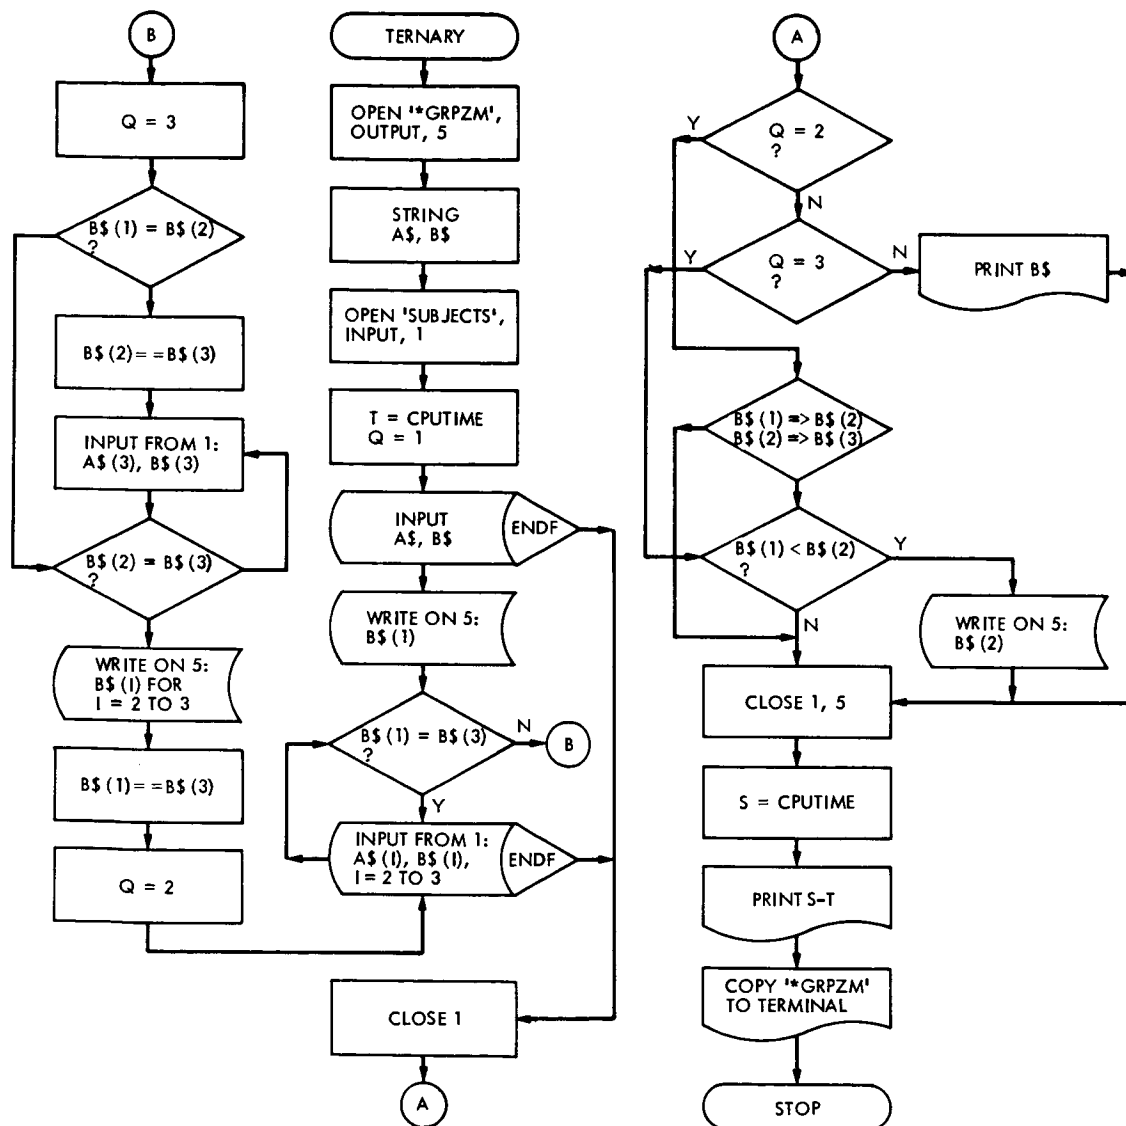 B
Q = 3
B$ (1) = B$ (2)
?
B$ (2) = = B$ (3)
INPUT FROM 1:
A$ (3), B$ (3)
B$ (2) = B$ (3)
?
WRITE ON 5:
B$ (I) FOR
I = 2 TO 3
B$ (1) = = B$ (3)
Q = 2
TERNARY
OPEN '*GRPZM',
OUTPUT, 5
STRING
A$, B$
OPEN 'SUBJECTS',
INPUT, 1
T = CPUTIME
Q = 1
INPUT
A$, B$
ENDF
WRITE ON 5:
B$ (1)
B$ (1) = B$ (3)
?
N
B
Y
INPUT FROM 1:
A$ (I), B$ (I),
I = 2 TO 3
ENDF
CLOSE 1
A
A
Y
Q = 2
?
N
Y
Q = 3
?
N
PRINT B$
B$ (1) => B$ (2)
B$ (2) => B$ (3)
B$ (1) < B$ (2)
?
Y
N
WRITE ON 5:
B$ (2)
CLOSE 1, 5
S = CPUTIME
PRINT S-T
COPY '*GRPZM'
TO TERMINAL
STOP